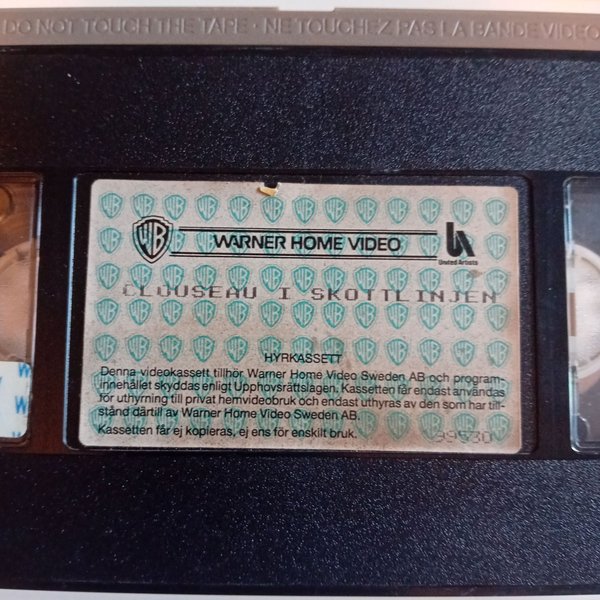 DO NOT TOUCH THE TAPE · NE TOUCHEZ PAS LA BANDE VIDEO
WARNER HOME VIDEO
United Artists
CLOUSEAU I SKOTTLINJEN
HYRKASSETT
Denna videokassett tillhör Warner Home Video Sweden AB och program-
innehållet skyddas enligt Upphovsrättslagen. Kassetten får endast användas
för uthyrning till privat hemvideobruk och endast uthyras av den som har till-
stånd därtill av Warner Home Video Sweden AB.
Kassetten får ej kopieras, ej ens för enskilt bruk.
99530